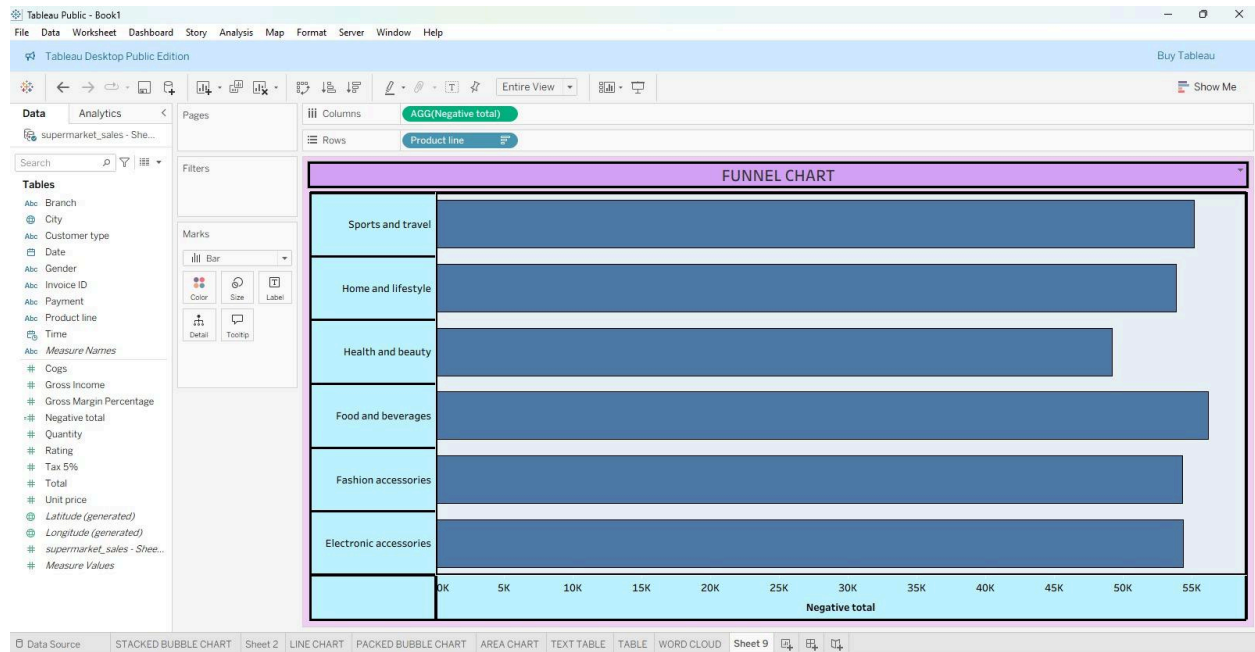 Tableau Public - Book1
File Data Worksheet Dashboard Story Analysis Map Format Server Window Help
Tableau Desktop Public Edition Buy Tableau
Entire View Show Me
Data Analytics Pages Columns AGG(Negative total)
supermarket_sales - She... Rows Product line
Search Filters
FUNNEL CHART
Tables
Abc Branch
City
Abc Customer type
Date
Abc Gender
Abc Invoice ID
Abc Payment
Abc Product line
Time
Abc Measure Names
# Cogs
# Gross Income
# Gross Margin Percentage
=# Negative total
# Quantity
# Rating
# Tax 5%
# Total
# Unit price
Latitude (generated)
Longitude (generated)
# supermarket_sales - Shee...
# Measure Values
Marks
Bar
Color Size Label
Detail Tooltip
Sports and travel
Home and lifestyle
Health and beauty
Food and beverages
Fashion accessories
Electronic accessories
0K 5K 10K 15K 20K 25K 30K 35K 40K 45K 50K 55K
Negative total
Data Source STACKED BUBBLE CHART Sheet 2 LINE CHART PACKED BUBBLE CHART AREA CHART TEXT TABLE TABLE WORD CLOUD Sheet 9